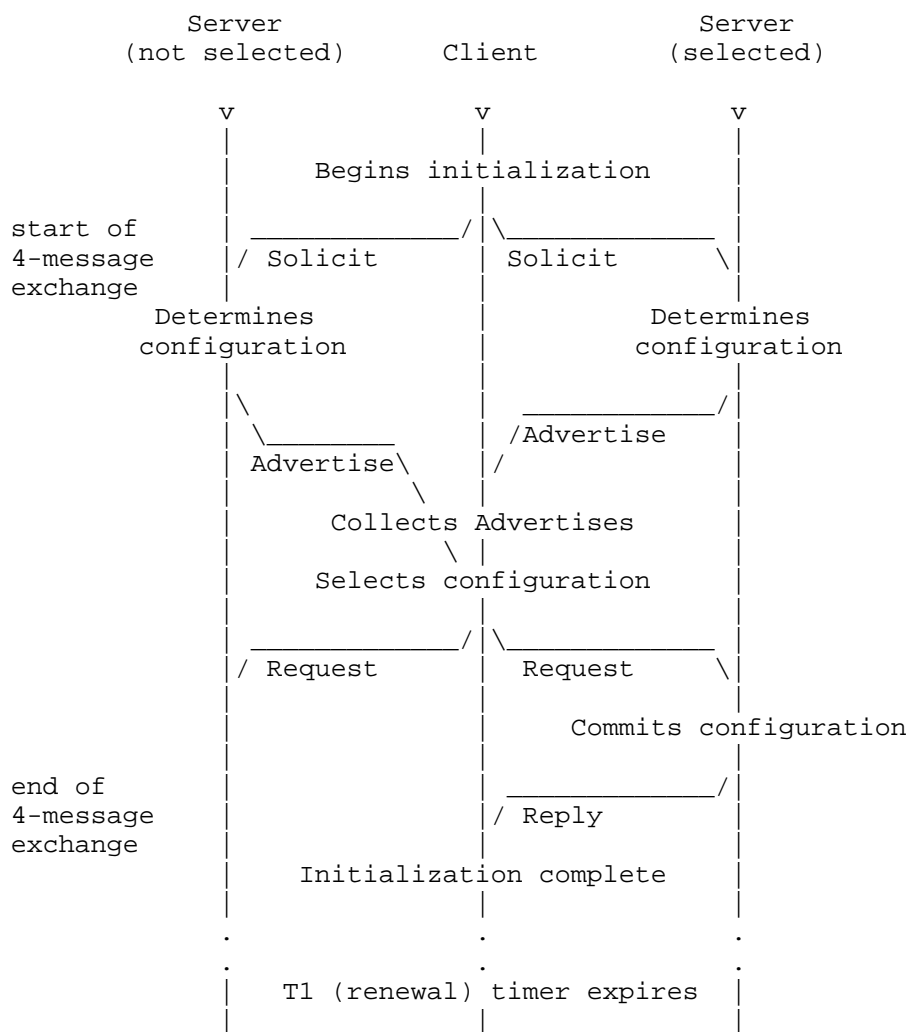 Server Server
(not selected) Client (selected)
v v v
Begins initialization
start of
4-message Solicit Solicit
exchange
Determines Determines
configuration configuration
Advertise
Advertise
Collects Advertises
Selects configuration
Request Request
Commits configuration
end of
4-message Reply
exchange
Initialization complete
. . .
. . .
T1 (renewal) timer expires